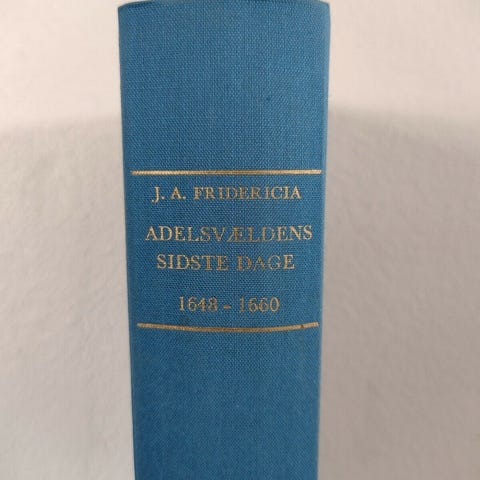 J. A. FRIDERICIA
ADELSVÆLDENS
SIDSTE DAGE
1648 - 1660